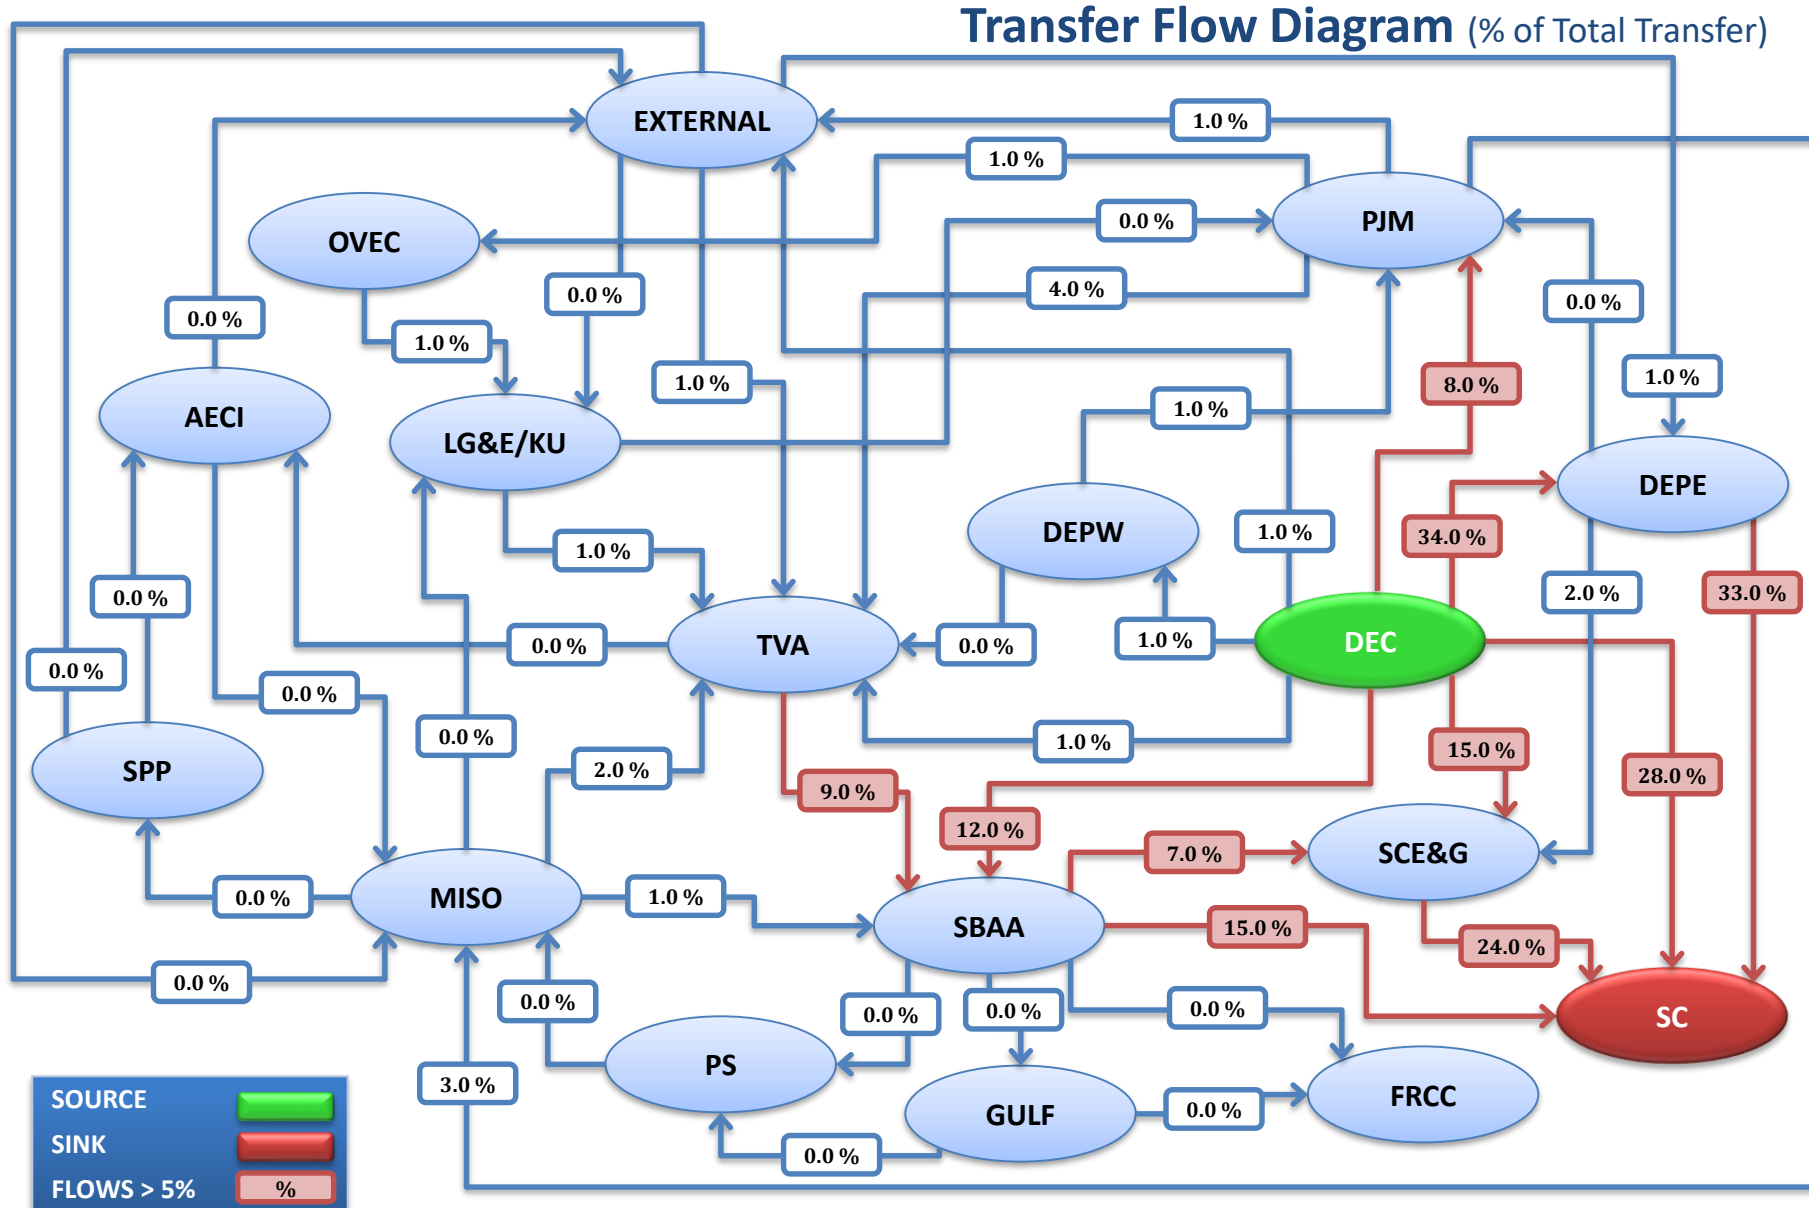 Transfer Flow Diagram (% of Total Transfer)
EXTERNAL
1.0 %
1.0 %
OVEC
0.0 %
PJM
0.0 %
4.0 %
0.0 %
0.0 %
1.0 %
1.0 %
8.0 %
1.0 %
1.0 %
AECI
LG&E/KU
DEPE
DEPW
1.0 %
34.0 %
1.0 %
0.0 %
2.0 %
33.0 %
0.0 %
TVA
0.0 %
1.0 %
DEC
0.0 %
0.0 %
0.0 %
1.0 %
15.0 %
SPP
2.0 %
9.0 %
28.0 %
12.0 %
7.0 %
SCE&G
0.0 %
MISO
1.0 %
SBAA
15.0 %
24.0 %
0.0 %
0.0 %
0.0 %
0.0 %
0.0 %
SC
PS
3.0 %
GULF
0.0 %
FRCC
0.0 %
SOURCE
SINK
FLOWS > 5%
%